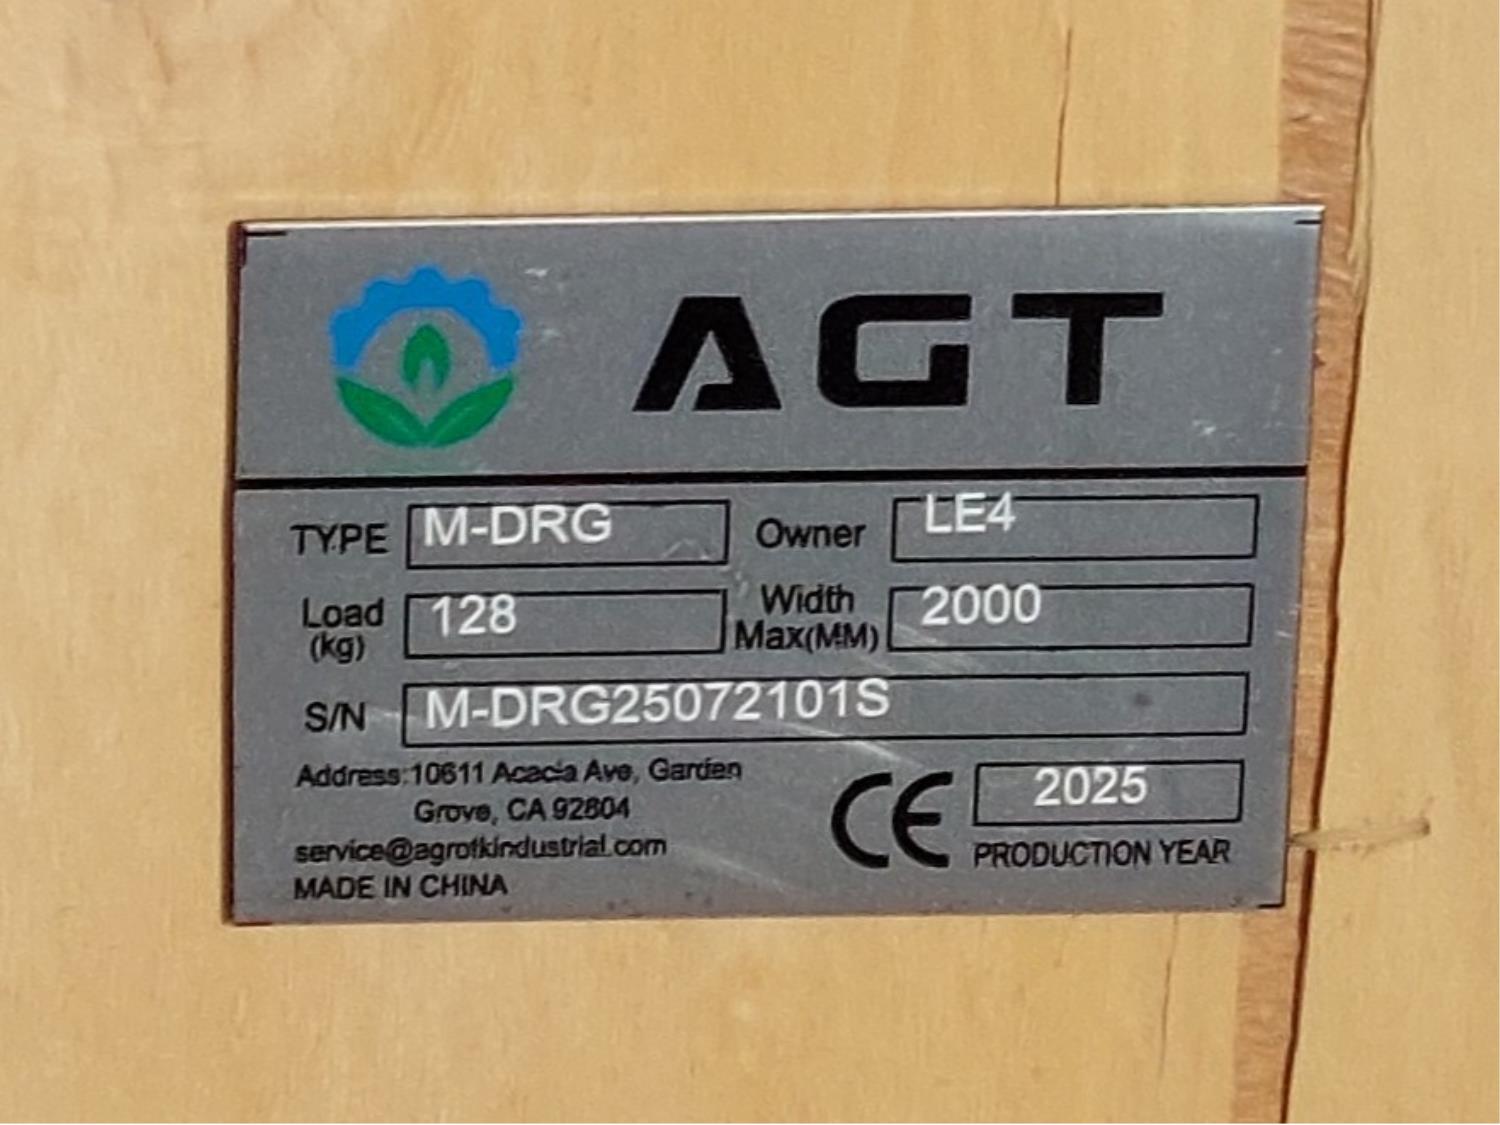 AGT
TYPE M-DRG Owner LE4
Load (kg) 128 Width Max(MM) 2000
S/N M-DRG25072101S
Address:10611 Acacia Ave, Garden
Grove, CA 92804
service@agrotkindustrial.com
MADE IN CHINA
CE 2025
PRODUCTION YEAR